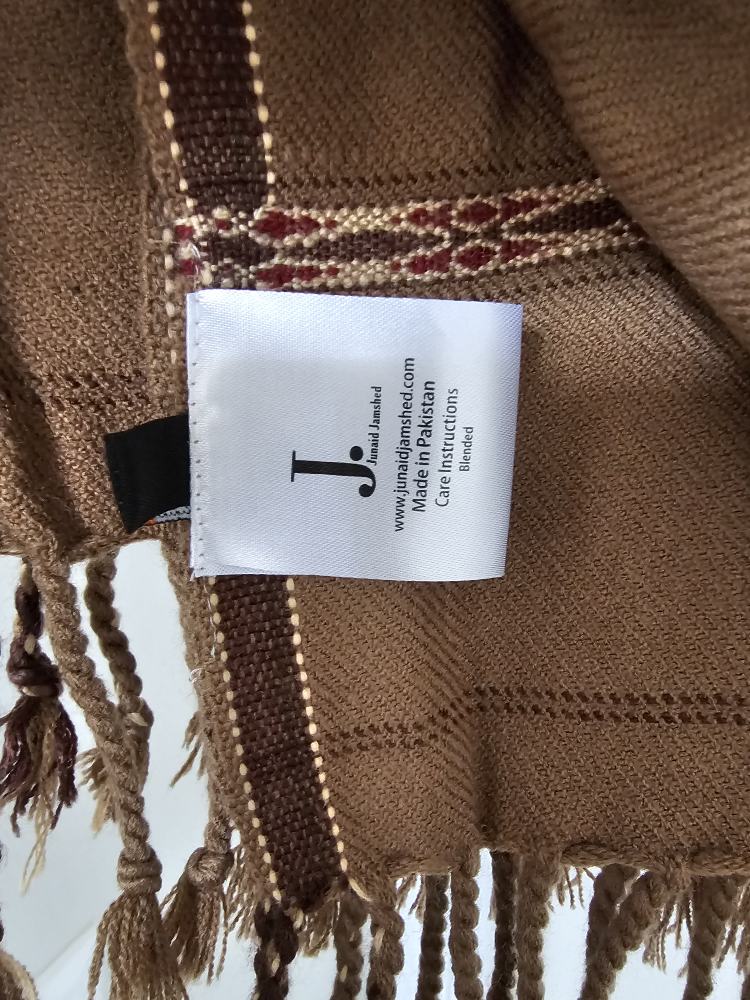 J.
Junaid Jamshed
www.junaidjamshed.com
Made in Pakistan
Care Instructions
Blended